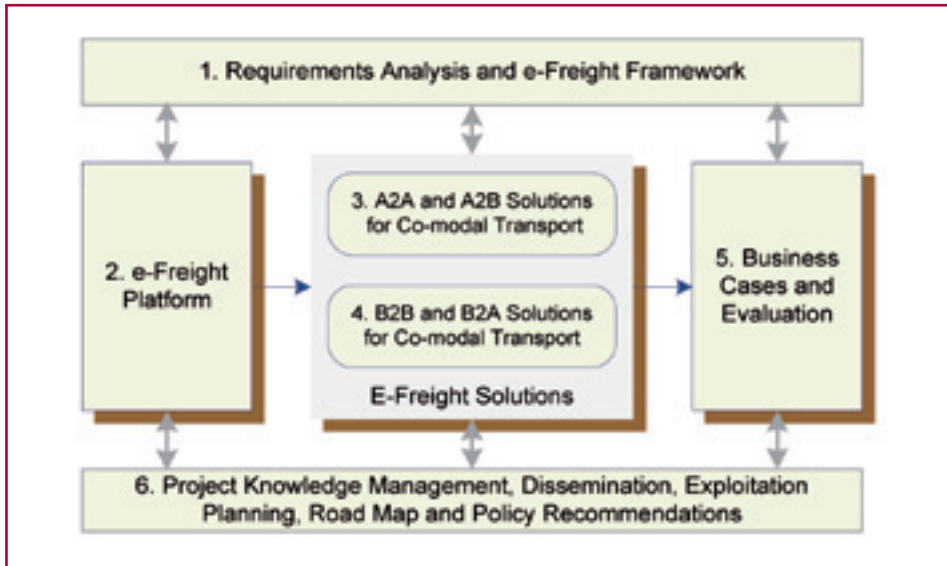 1. Requirements Analysis and e-Freight Framework
2. e-Freight
Platform
3. A2A and A2B Solutions
for Co-modal Transport
4. B2B and B2A Solutions
for Co-modal Transport
E-Freight Solutions
5. Business
Cases and
Evaluation
6. Project Knowledge Management, Dissemination, Exploitation
Planning, Road Map and Policy Recommendations